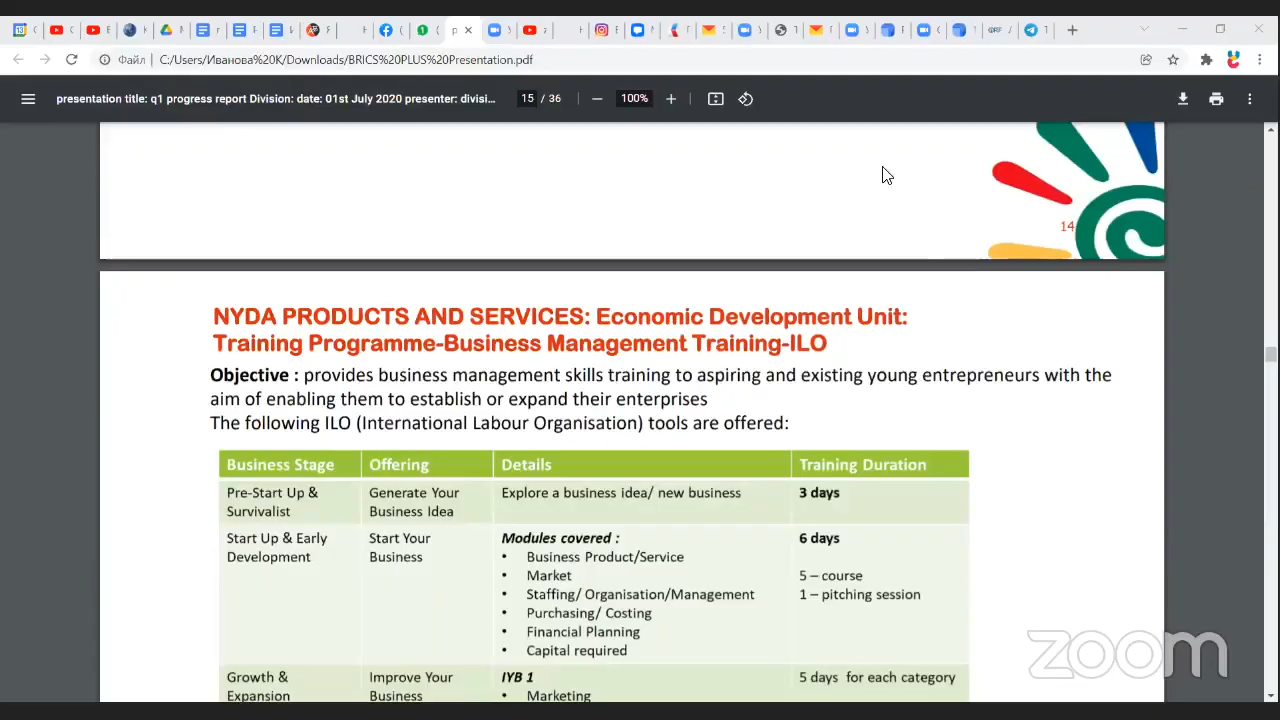 Файл | C:/Users/Иванова%20K/Downloads/BRICS%20PLUS%20Presentation.pdf
presentation title: q1 progress report Division: date: 01st July 2020 presenter: divisi... 15 / 36 100%
14
NYDA PRODUCTS AND SERVICES: Economic Development Unit:
Training Programme-Business Management Training-ILO
Objective : provides business management skills training to aspiring and existing young entrepreneurs with the
aim of enabling them to establish or expand their enterprises
The following ILO (International Labour Organisation) tools are offered:
Business Stage Offering Details Training Duration
Pre-Start Up & Generate Your Explore a business idea/ new business 3 days
Survivalist Business Idea
Start Up & Early Start Your Modules covered : 6 days
Development Business • Business Product/Service
• Market 5 – course
• Staffing/ Organisation/Management 1 – pitching session
• Purchasing/ Costing
• Financial Planning
• Capital required
Growth & Improve Your IYB 1 5 days for each category
Expansion Business • Marketing
zoom